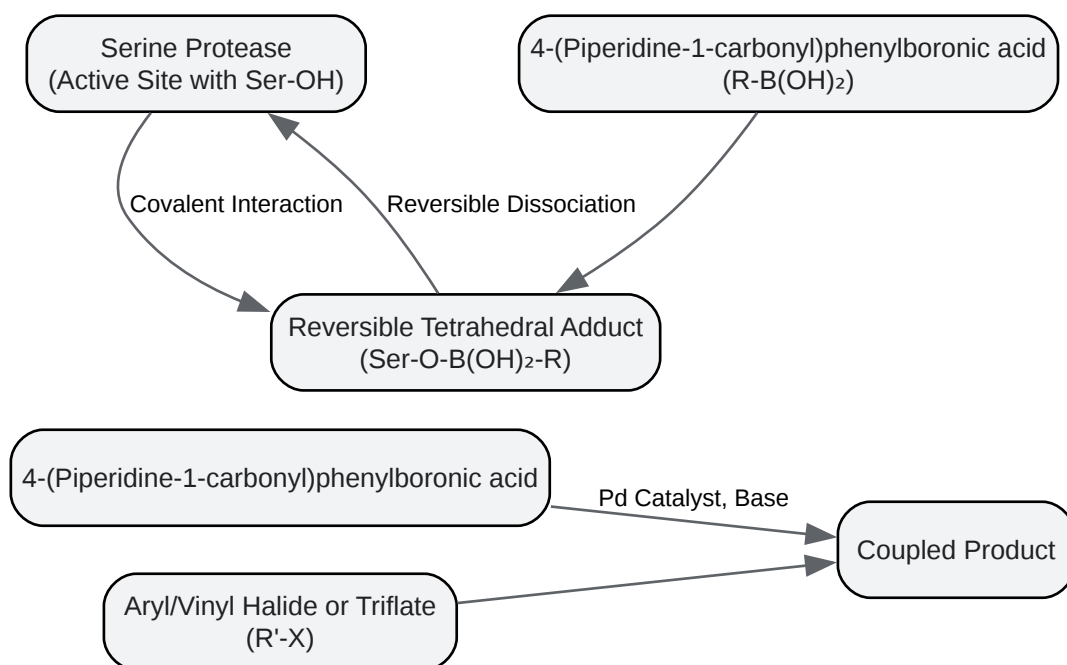 Serine Protease
(Active Site with Ser-OH)
4-(Piperidine-1-carbonyl)phenylboronic acid
(R-B(OH)₂)
Covalent Interaction
Reversible Dissociation
Reversible Tetrahedral Adduct
(Ser-O-B(OH)₂-R)
4-(Piperidine-1-carbonyl)phenylboronic acid
Pd Catalyst, Base
Coupled Product
Aryl/Vinyl Halide or Triflate
(R'-X)